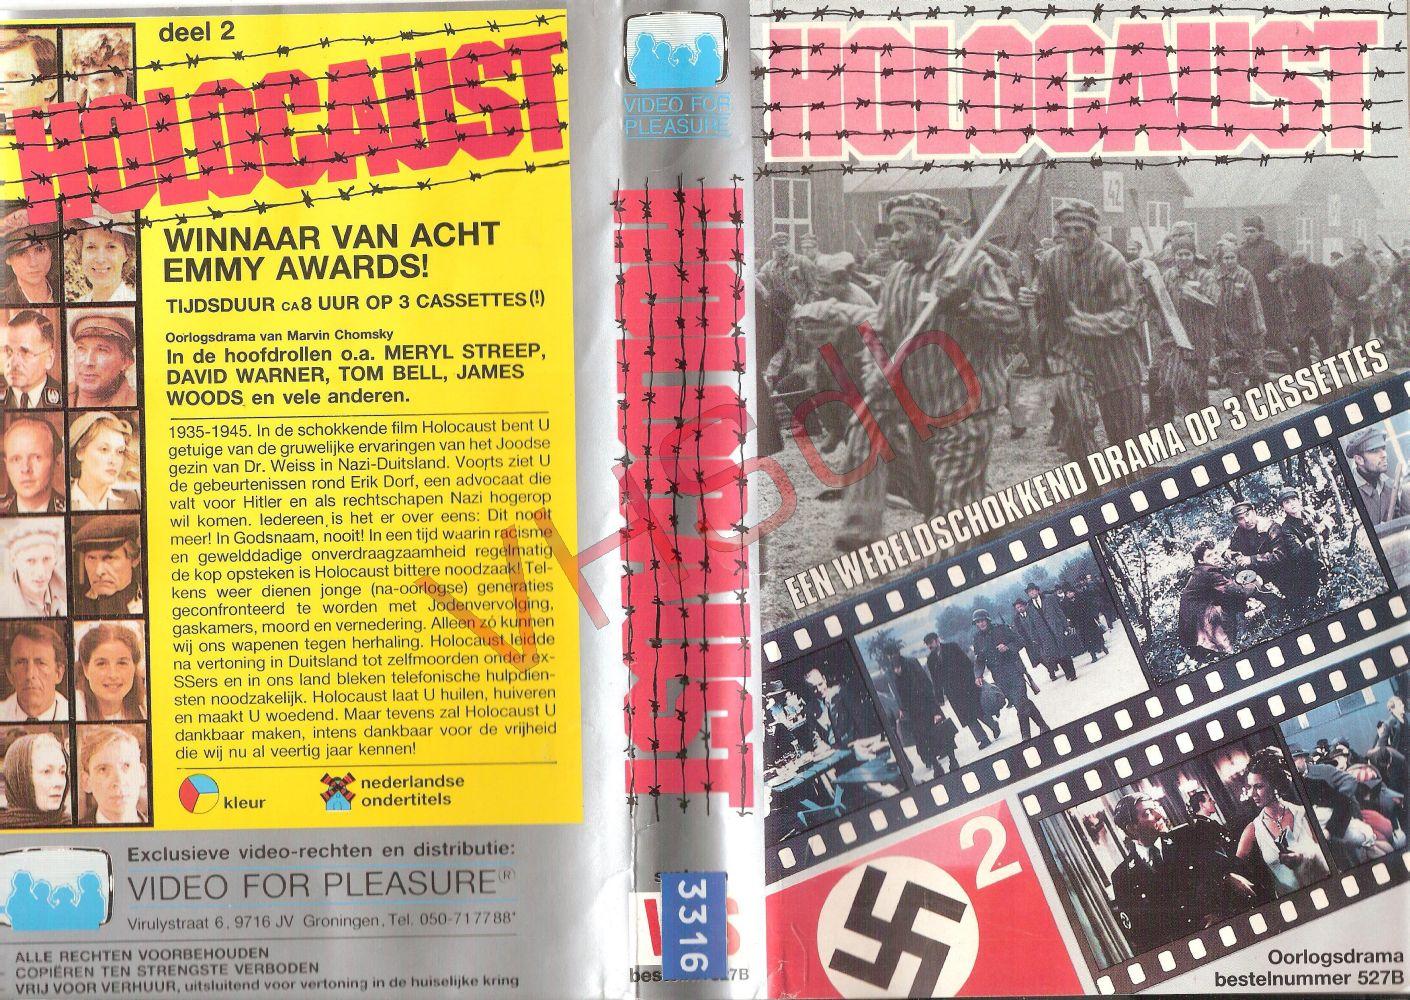 deel 2
HOLOCAUST
WINNAAR VAN ACHT
EMMY AWARDS!
TIJDSDUUR CA 8 UUR OP 3 CASSETTES(!)
Oorlogsdrama van Marvin Chomsky
In de hoofdrollen o.a. MERYL STREEP,
DAVID WARNER, TOM BELL, JAMES
WOODS en vele anderen.
1935-1945. In de schokkende film Holocaust bent U
getuige van de gruwelijke ervaringen van het Joodse
gezin van Dr. Weiss in Nazi-Duitsland. Voorts ziet U
de gebeurtenissen rond Erik Dorf, een advocaat die
valt voor Hitler en als rechtschapen Nazi hogerop
wil komen. Iedereen is het er over eens: Dit nooit
meer! In Godsnaam, nooit! In een tijd waarin racisme
en gewelddadige onverdraagzaamheid regelmatig
de kop opsteken is Holocaust bittere noodzaak! Tel-
kens weer dienen jonge (na-oorlogse) generaties
geconfronteerd te worden met Jodenvervolging,
gaskamers, moord en vernedering. Alleen zó kunnen
wij ons wapenen tegen herhaling. Holocaust leidde
na vertoning in Duitsland tot zelfmoorden onder ex-
SSers en in ons land bleken telefonische hulpdien-
sten noodzakelijk. Holocaust laat U huilen, huiveren
en maakt U woedend. Maar tevens zal Holocaust U
dankbaar maken, intens dankbaar voor de vrijheid
die wij nu al veertig jaar kennen!
kleur
nederlandse
ondertitels
Exclusieve video-rechten en distributie:
VIDEO FOR PLEASURE®
Virulystraat 6, 9716 JV Groningen, Tel. 050-717788*
ALLE RECHTEN VOORBEHOUDEN
COPIËREN TEN STRENGSTE VERBODEN
VRIJ VOOR VERHUUR, uitsluitend voor vertoning in de huiselijke kring
VIDEO FOR
PLEASURE
HOLOCAUST
3316
HOLOCAUST
42
EEN WERELDSCHOKKEND DRAMA OP 3 CASSETTES
2
Oorlogsdrama
bestelnummer 527B
VHSdb